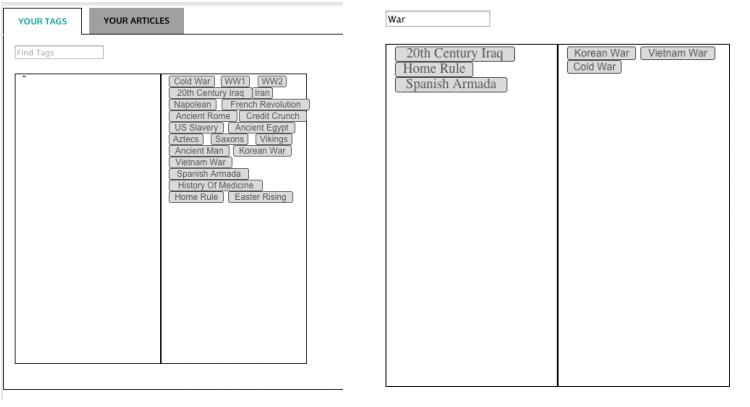 YOUR TAGS YOUR ARTICLES
Find Tags
Cold War WW1 WW2
20th Century Iraq Iran
Napolean French Revolution
Ancient Rome Credit Crunch
US Slavery Ancient Egypt
Aztecs Saxons Vikings
Ancient Man Korean War
Vietnam War
Spanish Armada
History Of Medicine
Home Rule Easter Rising
War
20th Century Iraq
Home Rule
Spanish Armada
Korean War Vietnam War
Cold War